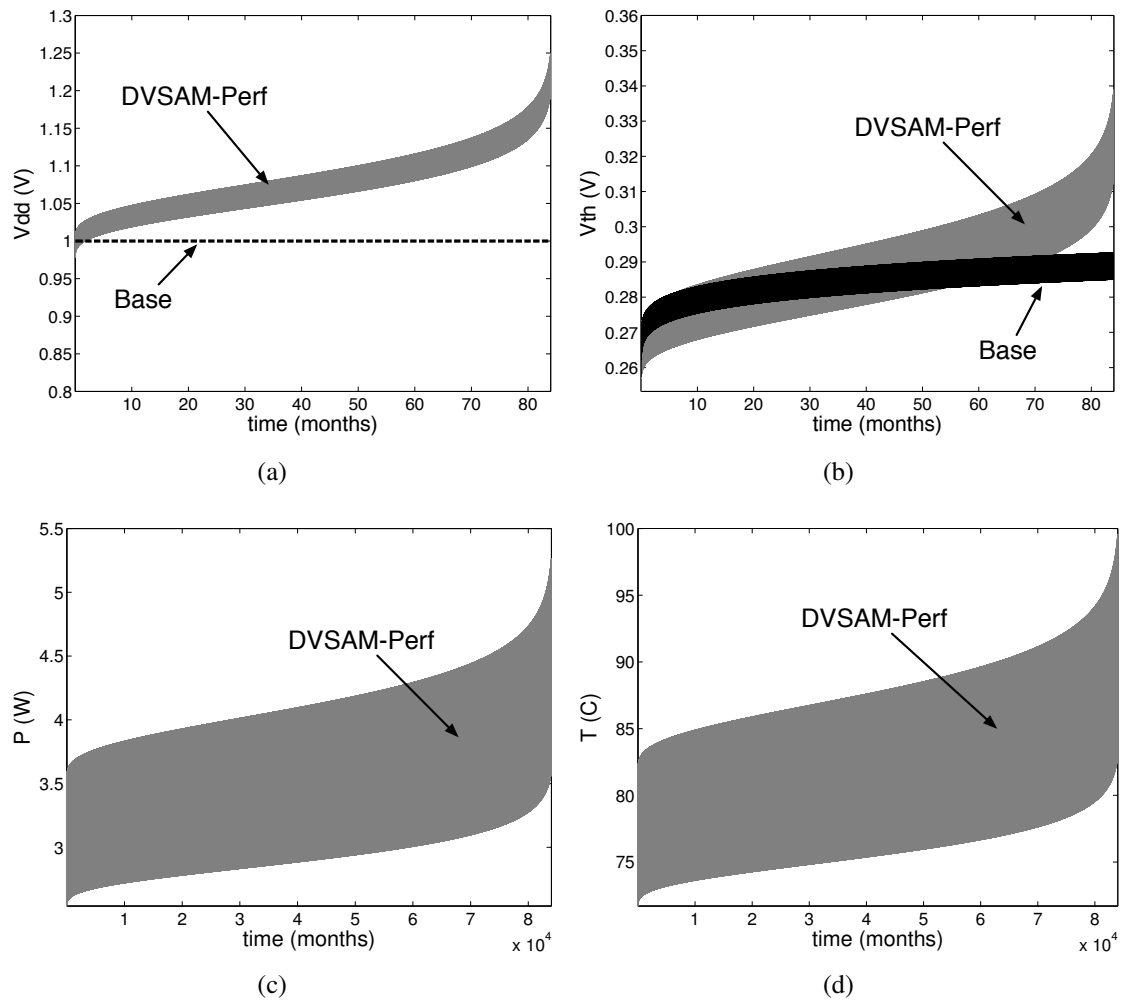 1.3
1.25
1.2
1.15
1.1
1.05
1
0.95
0.9
0.85
0.8
Vdd (V)
DVSAM-Perf
Base
10 20 30 40 50 60 70 80
time (months)
(a)
0.36
0.35
0.34
0.33
0.32
0.31
0.3
0.29
0.28
0.27
0.26
Vth (V)
DVSAM-Perf
Base
10 20 30 40 50 60 70 80
time (months)
(b)
5.5
5
4.5
4
3.5
3
P (W)
DVSAM-Perf
1 2 3 4 5 6 7 8
time (months)
x 10^4
(c)
100
95
90
85
80
75
T (C)
DVSAM-Perf
1 2 3 4 5 6 7 8
time (months)
x 10^4
(d)